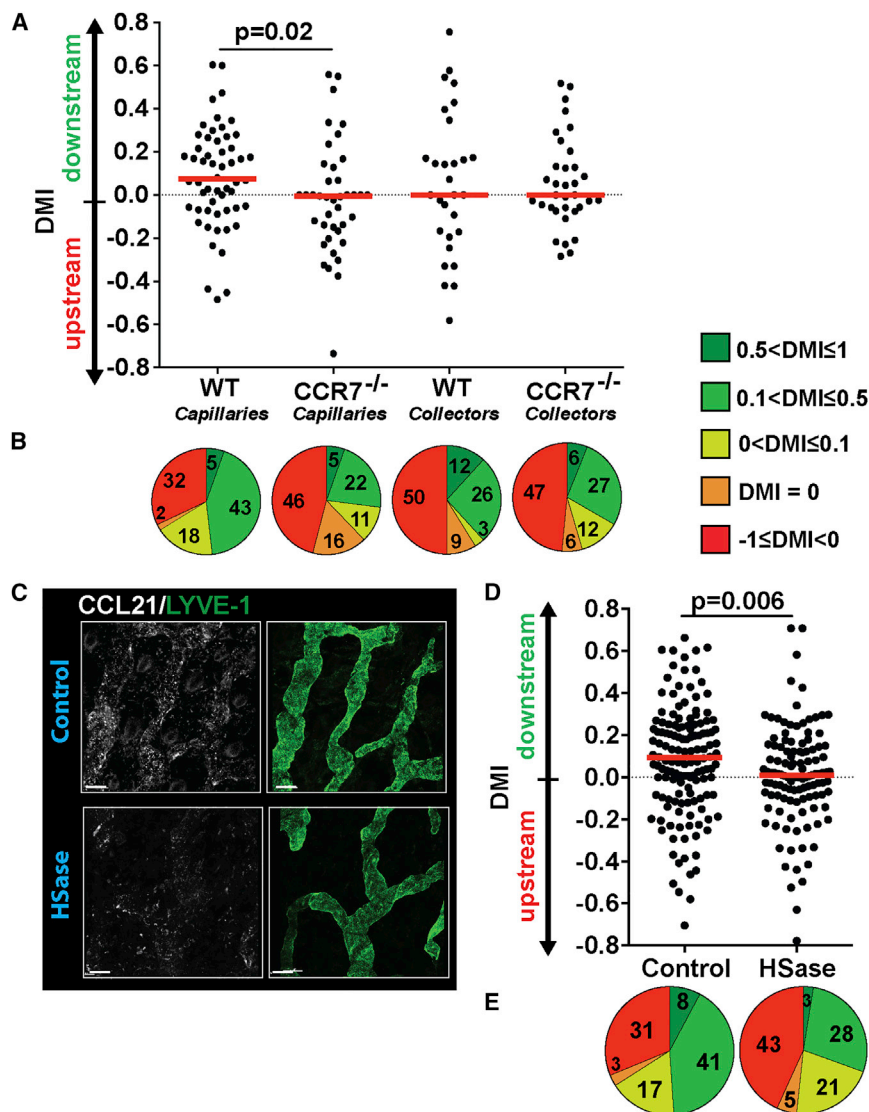 A
p=0.02
0.8
0.6
0.4
0.2
0.0
-0.2
-0.4
-0.6
-0.8
DMI
downstream
upstream
WT CCR7-/- WT CCR7-/-
Capillaries Capillaries Collectors Collectors
0.5<DMI≤1
0.1<DMI≤0.5
0<DMI≤0.1
DMI = 0
-1≤DMI<0
B
5 43 18 2 32
5 22 11 16 46
12 26 3 9 50
6 27 12 6 47
C
CCL21/LYVE-1
Control
HSase
D
p=0.006
0.8
0.6
0.4
0.2
0.0
-0.2
-0.4
-0.6
-0.8
DMI
downstream
upstream
Control HSase
E
8 41 17 3 31
3 28 21 5 43